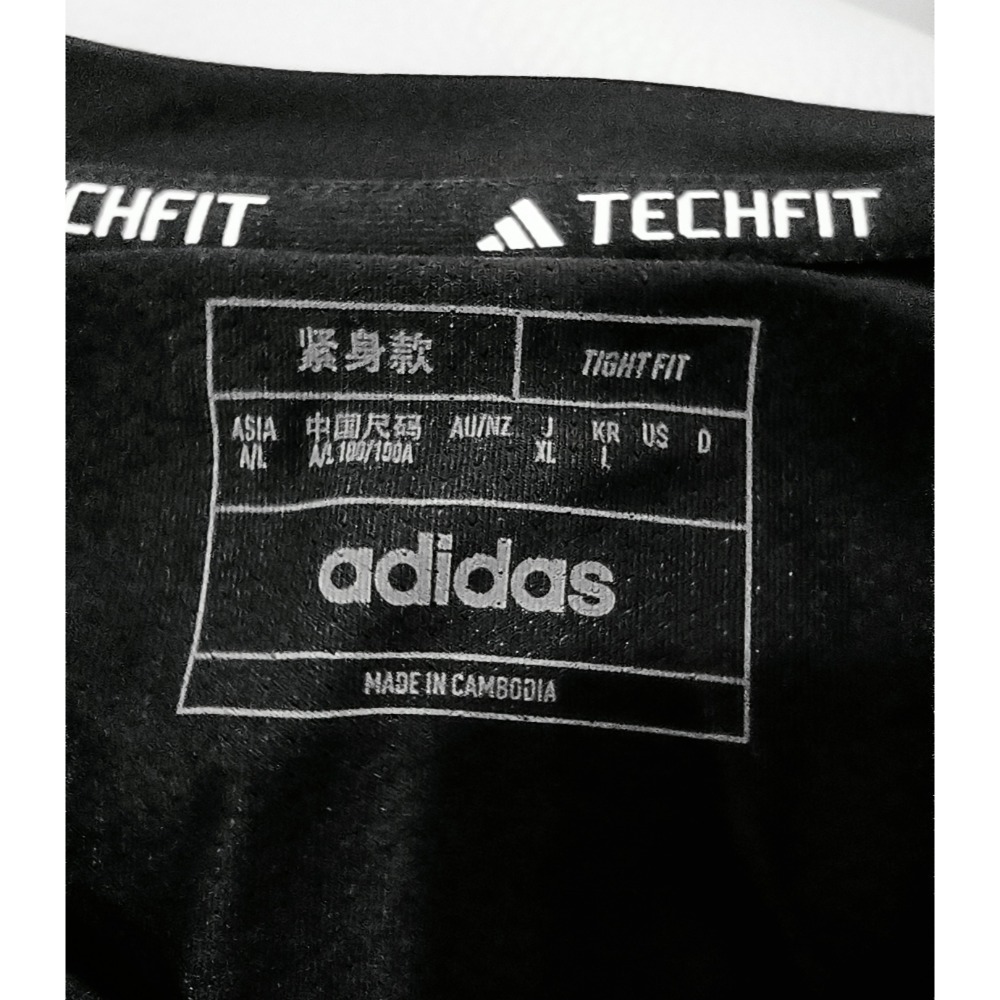 CHFIT TECHFIT
紧身款 TIGHT FIT
ASIA 中国尺码 AU/NZ J KR US D
A/L A/L 180/100A XL L
adidas
MADE IN CAMBODIA